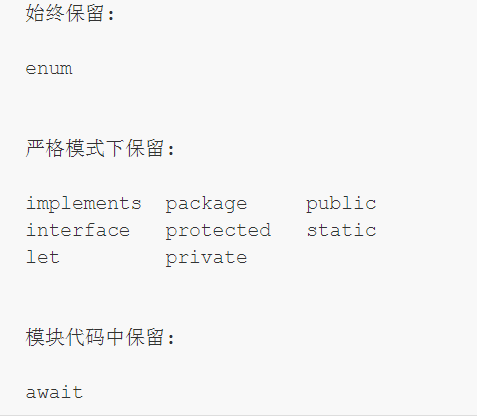 始终保留:
enum
严格模式下保留:
implements  package     public
interface   protected   static
let         private
模块代码中保留:
await